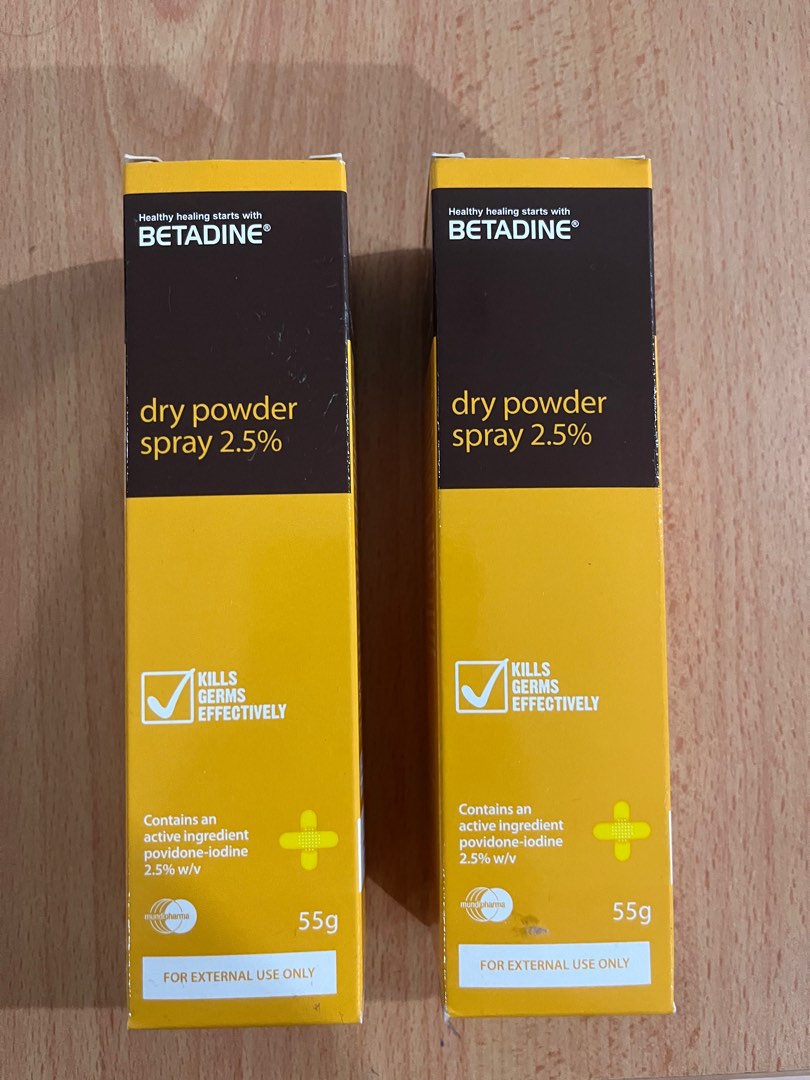 Healthy healing starts with
BETADINE®
dry powder
spray 2.5%
KILLS
GERMS
EFFECTIVELY
Contains an
active ingredient
povidone-iodine
2.5% w/v
mundipharma
55g
FOR EXTERNAL USE ONLY
Healthy healing starts with
BETADINE®
dry powder
spray 2.5%
KILLS
GERMS
EFFECTIVELY
Contains an
active ingredient
povidone-iodine
2.5% w/v
mundipharma
55g
FOR EXTERNAL USE ONLY